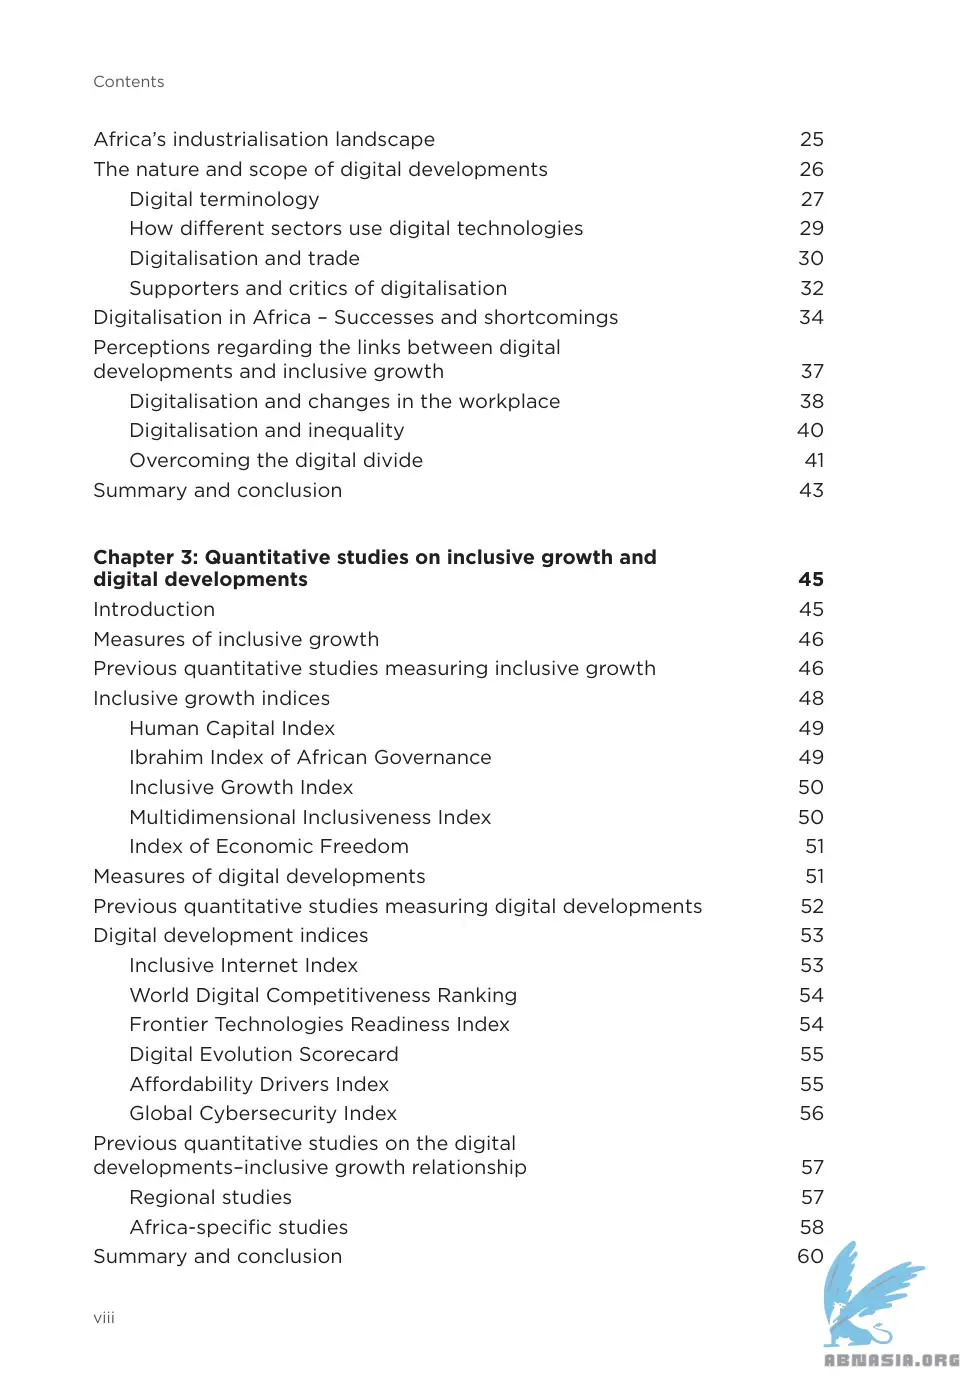 Contents
Africa’s industrialisation landscape 25
The nature and scope of digital developments 26
Digital terminology 27
How different sectors use digital technologies 29
Digitalisation and trade 30
Supporters and critics of digitalisation 32
Digitalisation in Africa – Successes and shortcomings 34
Perceptions regarding the links between digital
developments and inclusive growth 37
Digitalisation and changes in the workplace 38
Digitalisation and inequality 40
Overcoming the digital divide 41
Summary and conclusion 43
Chapter 3: Quantitative studies on inclusive growth and
digital developments 45
Introduction 45
Measures of inclusive growth 46
Previous quantitative studies measuring inclusive growth 46
Inclusive growth indices 48
Human Capital Index 49
Ibrahim Index of African Governance 49
Inclusive Growth Index 50
Multidimensional Inclusiveness Index 50
Index of Economic Freedom 51
Measures of digital developments 51
Previous quantitative studies measuring digital developments 52
Digital development indices 53
Inclusive Internet Index 53
World Digital Competitiveness Ranking 54
Frontier Technologies Readiness Index 54
Digital Evolution Scorecard 55
Affordability Drivers Index 55
Global Cybersecurity Index 56
Previous quantitative studies on the digital
developments–inclusive growth relationship 57
Regional studies 57
Africa-specific studies 58
Summary and conclusion 60
viii
ABNASIA.ORG